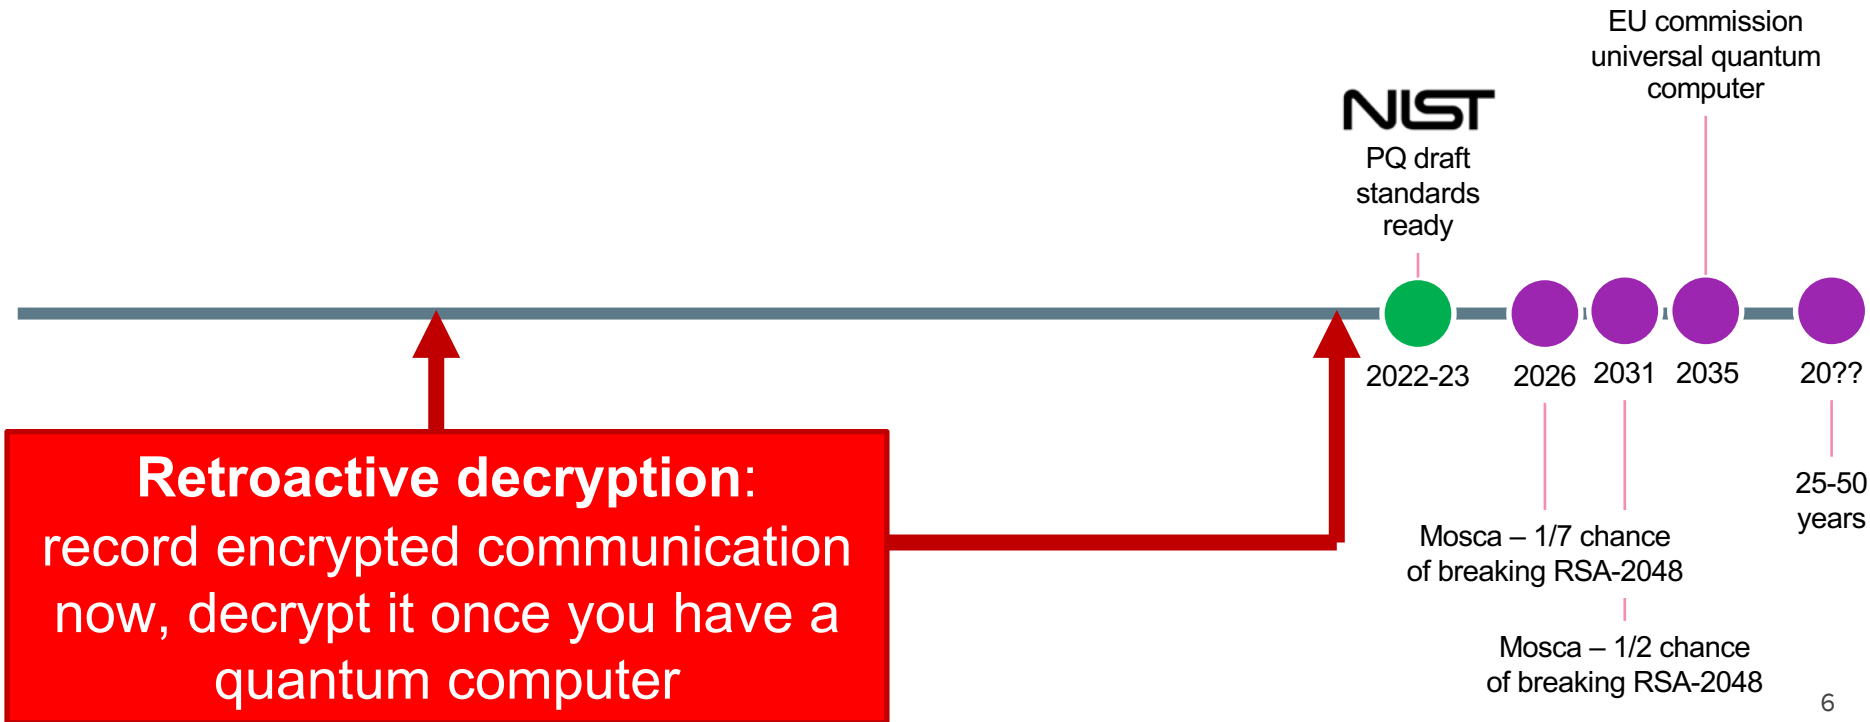 EU commission
universal quantum
computer
NIST
PQ draft
standards
ready
2022-23
2026
2031
2035
20??
25-50
years
Mosca – 1/7 chance
of breaking RSA-2048
Mosca – 1/2 chance
of breaking RSA-2048
Retroactive decryption:
record encrypted communication
now, decrypt it once you have a
quantum computer
6